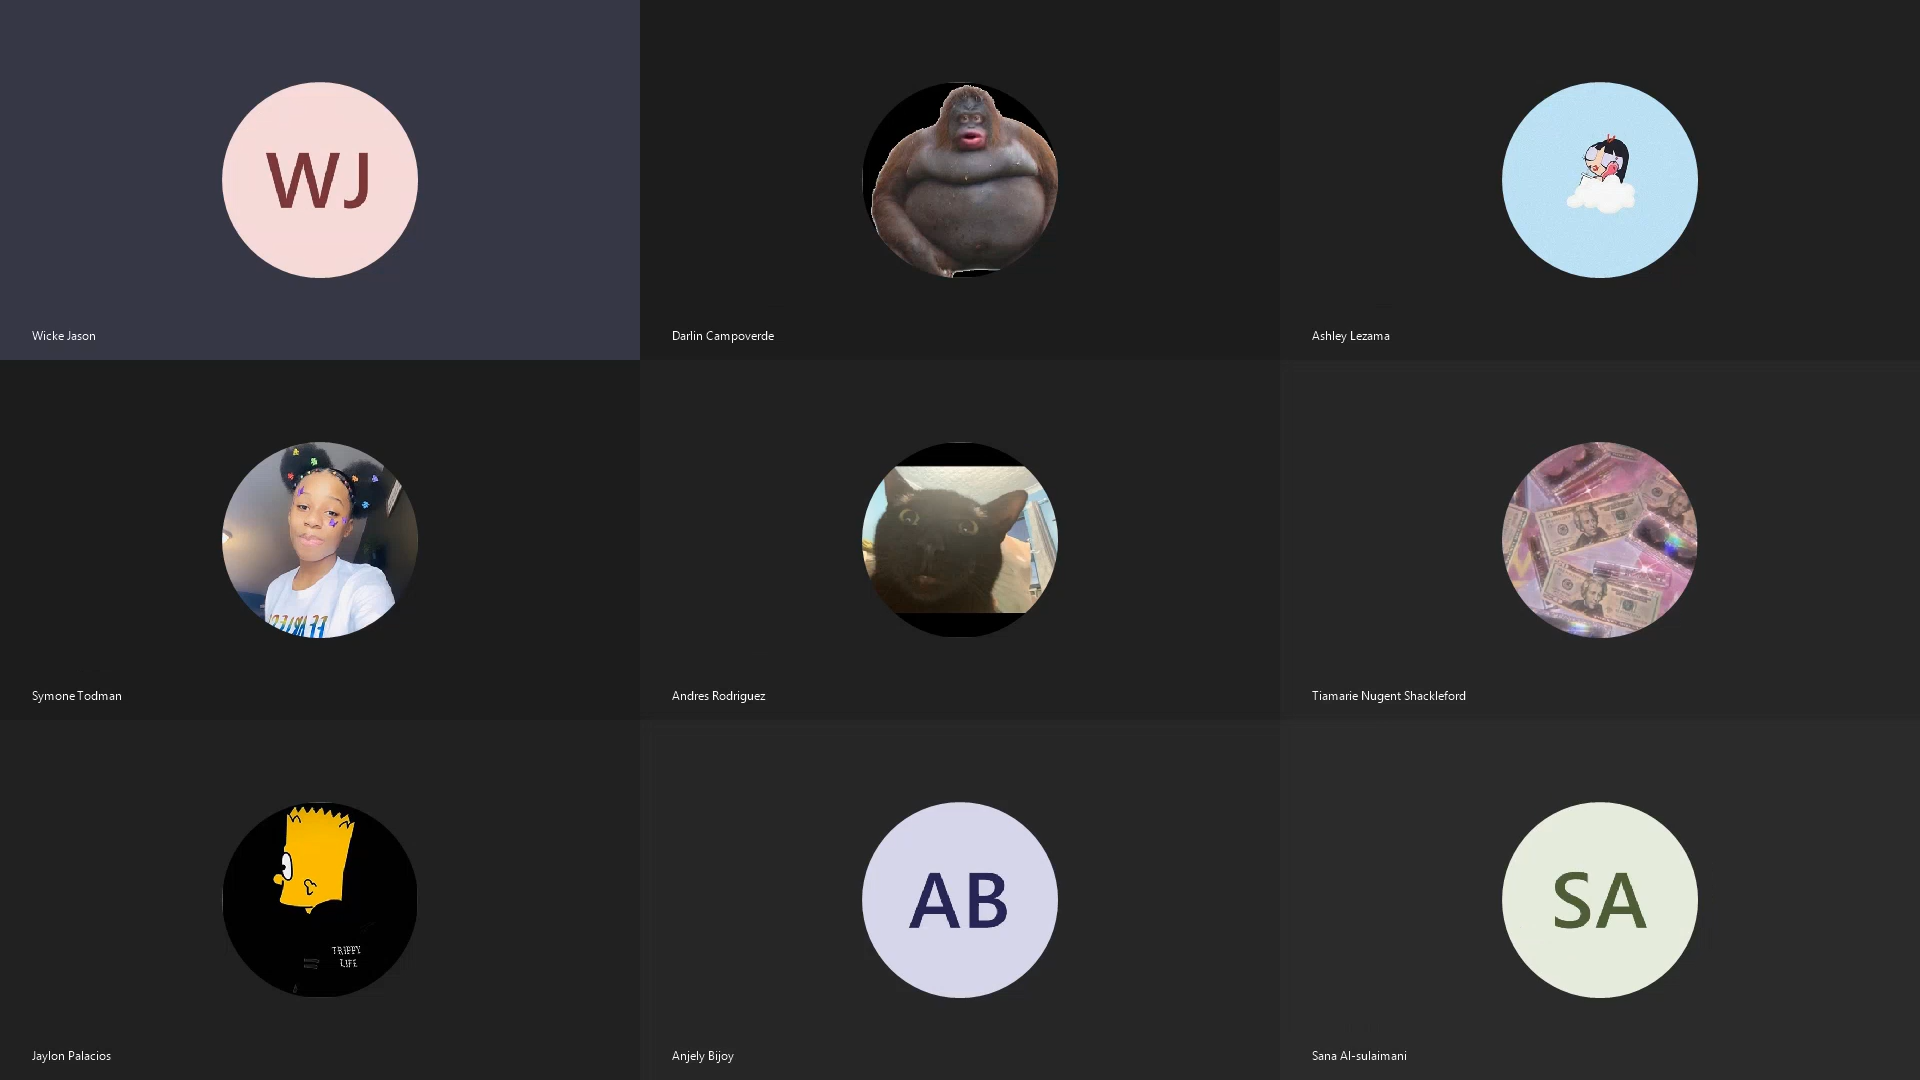 WJ
Wicke Jason
Darlin Campoverde
Ashley Lezama
Symone Todman
Andres Rodriguez
Tiamarie Nugent Shackleford
TRIPPY
LIFE
Jaylon Palacios
AB
Anjely Bijoy
SA
Sana Al-sulaimani